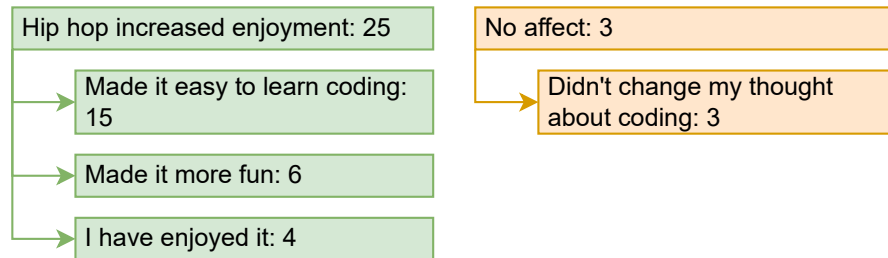 Hip hop increased enjoyment: 25
Made it easy to learn coding:
15
Made it more fun: 6
I have enjoyed it: 4
No affect: 3
Didn't change my thought
about coding: 3